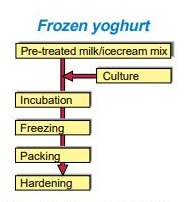 Frozen yoghurt
Pre-treated milk/icecream mix
Culture
Incubation
Freezing
Packing
Hardening